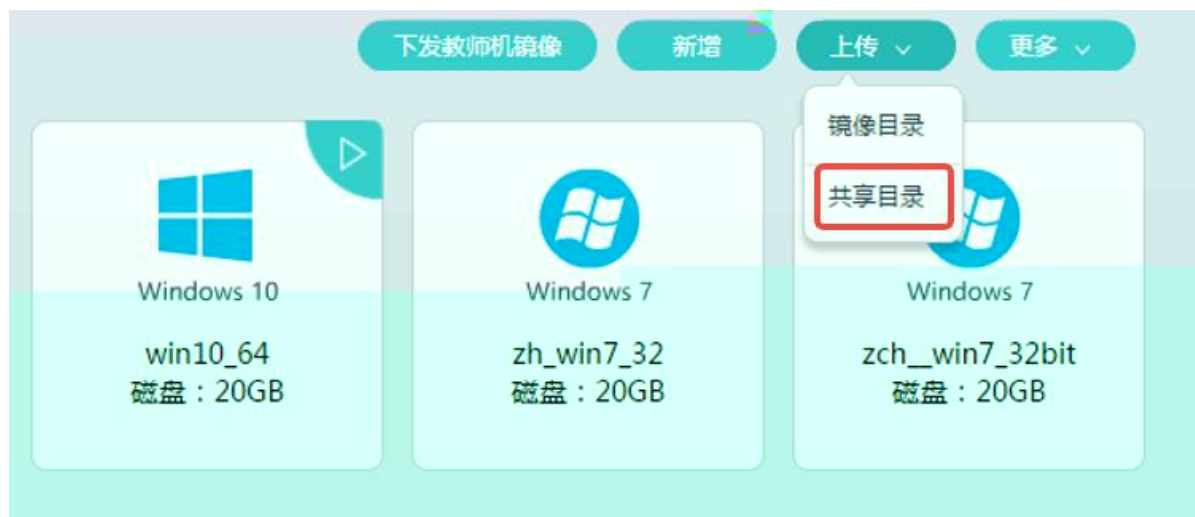 下发教师机镜像 新增 上传 更多
镜像目录
共享目录
Windows 10 Windows 7 Windows 7
win10_64 zh_win7_32 zch__win7_32bit
磁盘：20GB 磁盘：20GB 磁盘：20GB